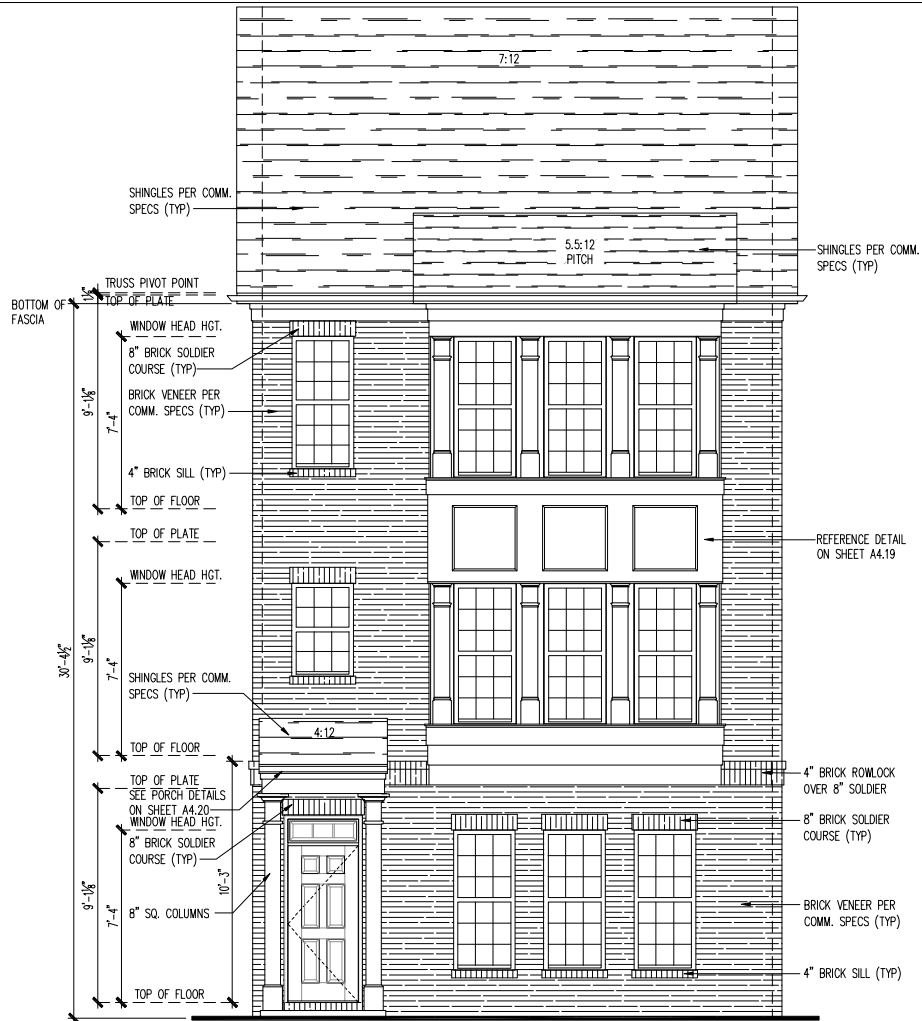 7:12
SHINGLES PER COMM.
SPECS (TYP)
5.5:12
PITCH
SHINGLES PER COMM.
SPECS (TYP)
TRUSS PIVOT POINT
TOP OF PLATE
BOTTOM OF
FASCIA
WINDOW HEAD HGT.
8" BRICK SOLDIER
COURSE (TYP)
BRICK VENEER PER
COMM. SPECS (TYP)
9'-1⅛"
7'-4"
4" BRICK SILL (TYP)
TOP OF FLOOR
TOP OF PLATE
REFERENCE DETAIL
ON SHEET A4.19
WINDOW HEAD HGT.
30'-4½"
9'-1⅛"
7'-4"
SHINGLES PER COMM.
SPECS (TYP)
4:12
TOP OF FLOOR
TOP OF PLATE
SEE PORCH DETAILS
ON SHEET A4.20
4" BRICK ROWLOCK
OVER 8" SOLDIER
WINDOW HEAD HGT.
8" BRICK SOLDIER
COURSE (TYP)
8" BRICK SOLDIER
COURSE (TYP)
9'-1⅛"
7'-4"
10'-3"
8" SQ. COLUMNS
BRICK VENEER PER
COMM. SPECS (TYP)
4" BRICK SILL (TYP)
TOP OF FLOOR